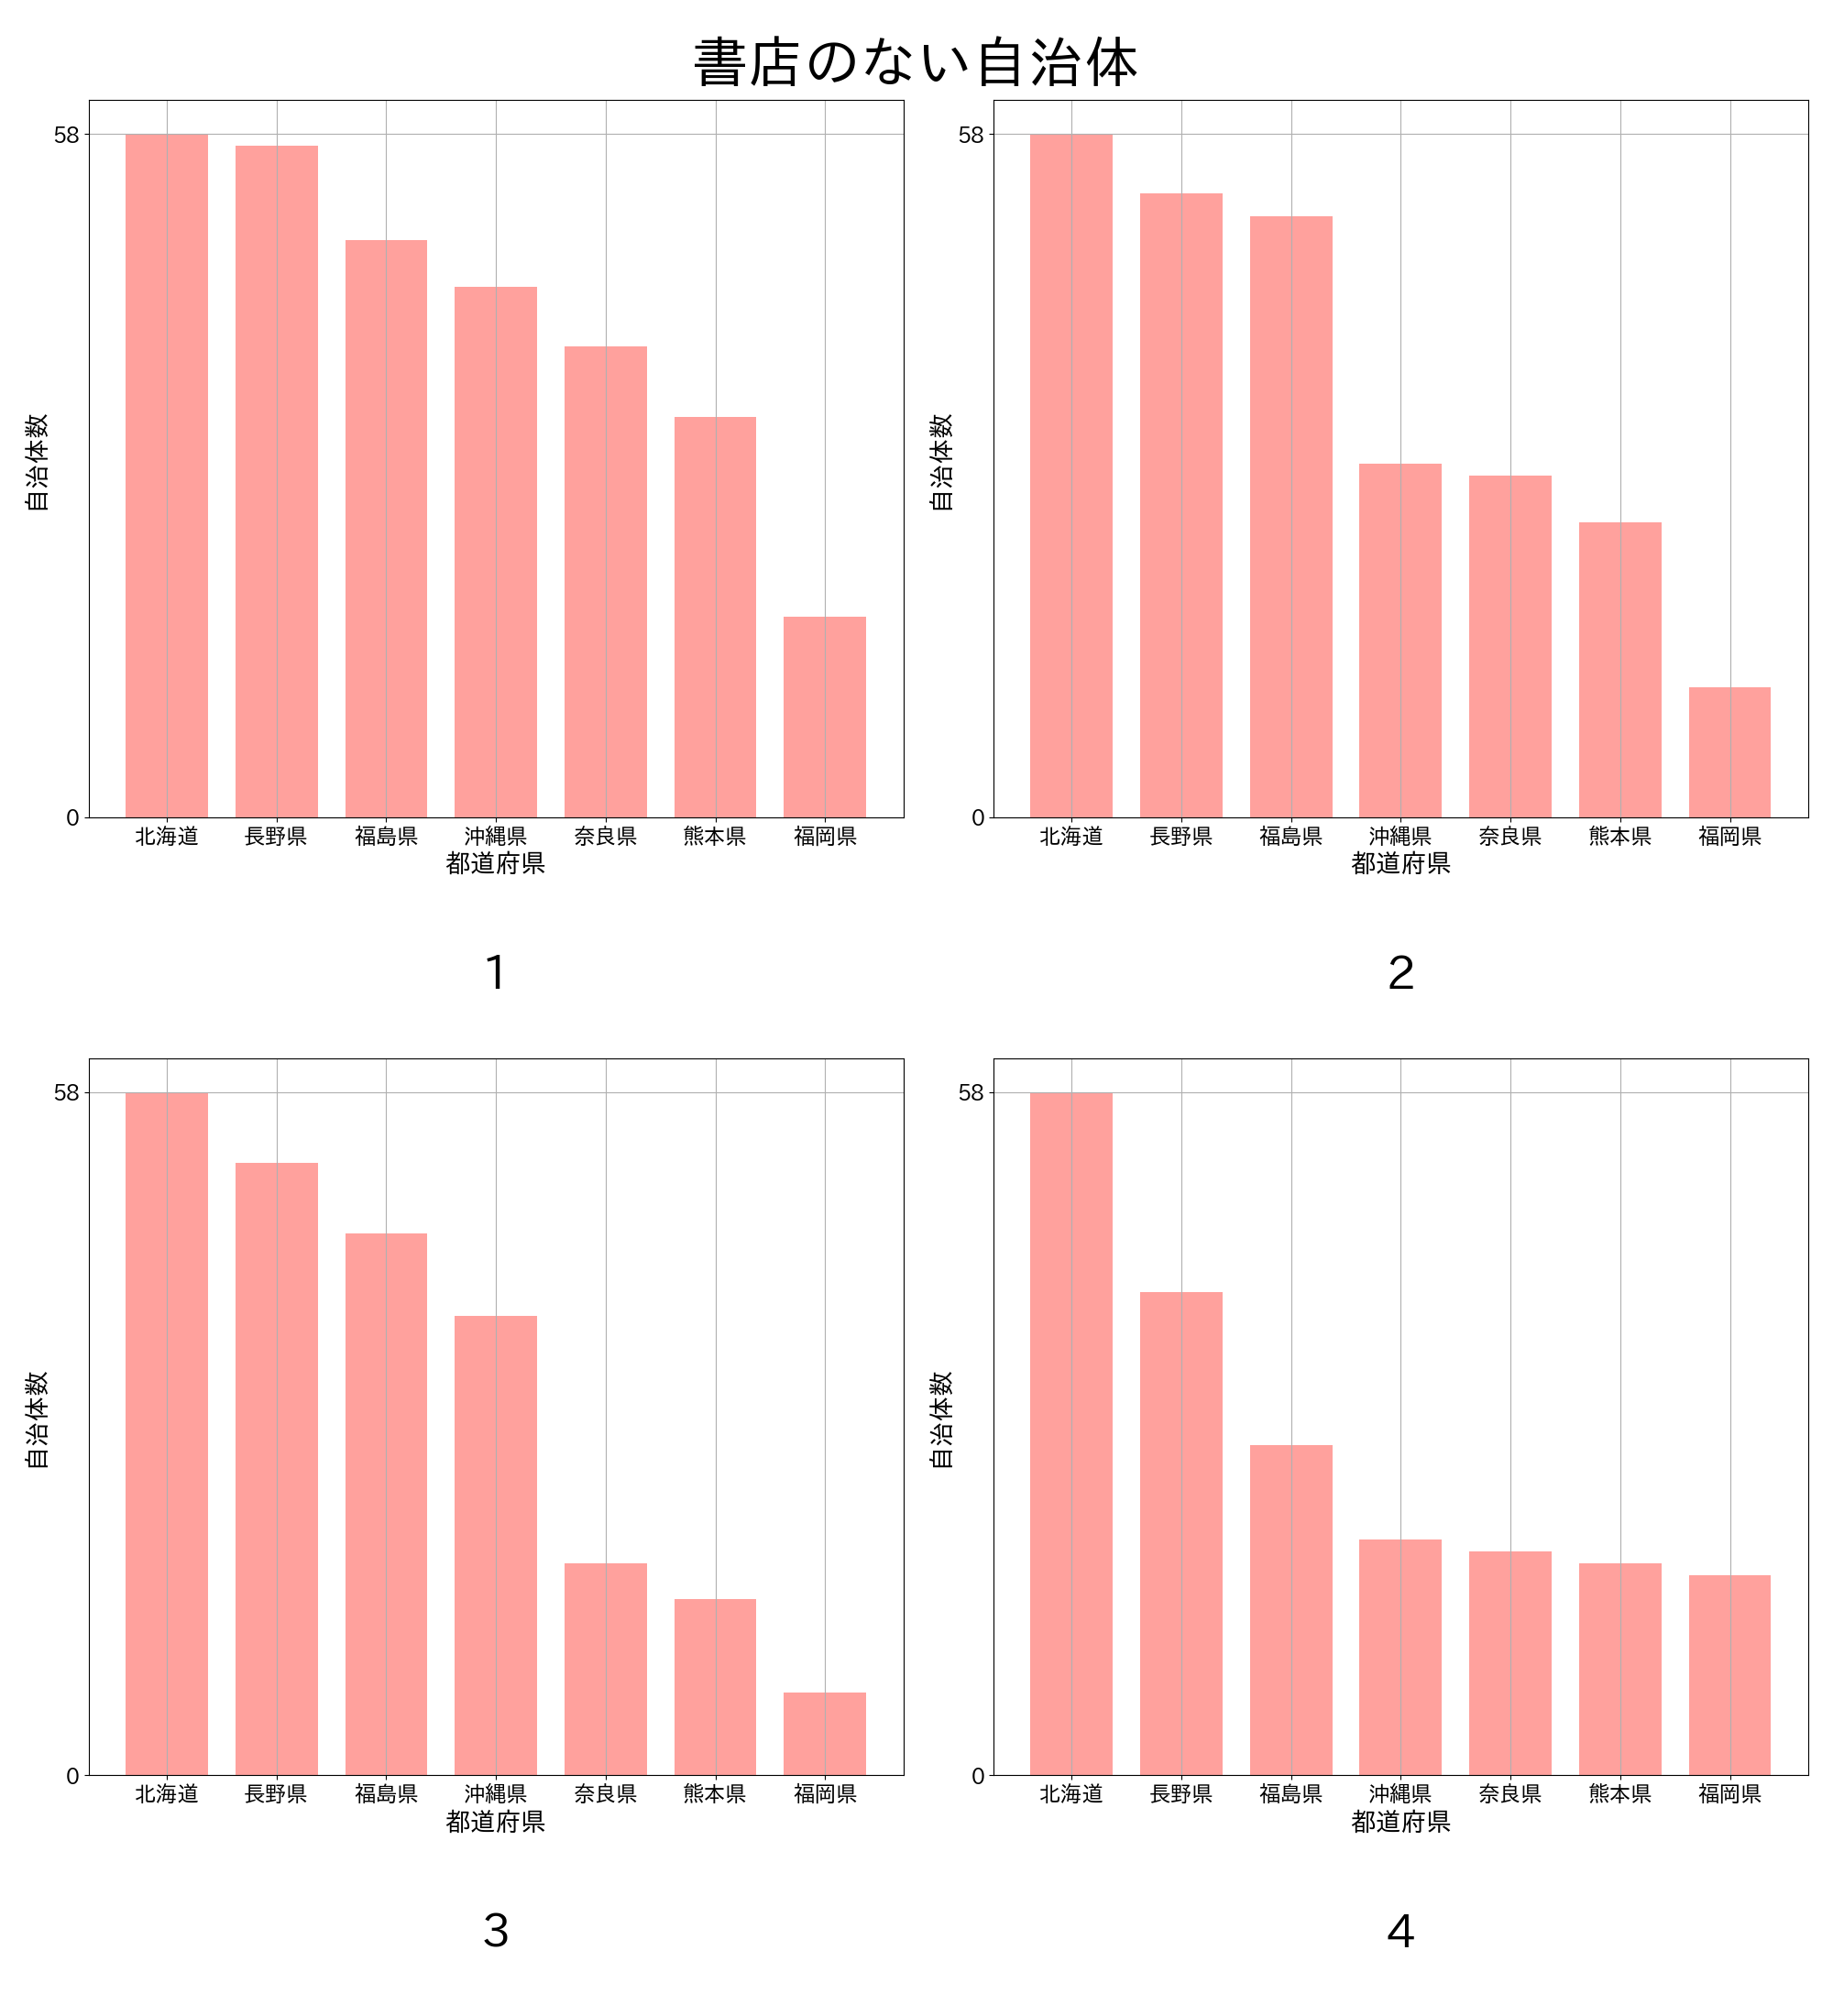 書店のない自治体
58
0
自治体数
北海道 長野県 福島県 沖縄県 奈良県 熊本県 福岡県
都道府県
1
58
0
自治体数
北海道 長野県 福島県 沖縄県 奈良県 熊本県 福岡県
都道府県
2
58
0
自治体数
北海道 長野県 福島県 沖縄県 奈良県 熊本県 福岡県
都道府県
3
58
0
自治体数
北海道 長野県 福島県 沖縄県 奈良県 熊本県 福岡県
都道府県
4